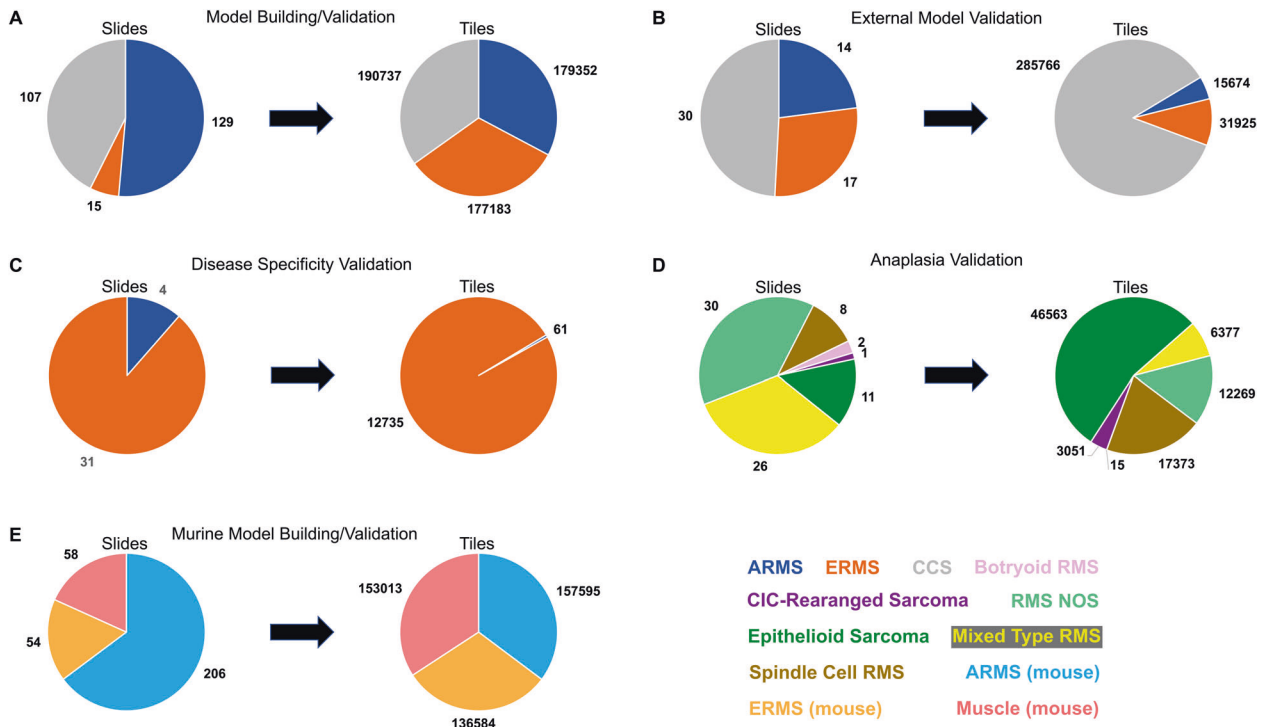 A
Model Building/Validation
Slides
Tiles
107
129
15
190737
179352
177183
B
External Model Validation
Slides
Tiles
14
30
17
285766
15674
31925
C
Disease Specificity Validation
Slides
Tiles
4
31
61
12735
D
Anaplasia Validation
Slides
Tiles
30
8
2
1
11
26
46563
6377
12269
3051
15
17373
E
Murine Model Building/Validation
Slides
Tiles
58
54
206
153013
157595
136584
ARMS ERMS CCS Botryoid RMS
CIC-Rearranged Sarcoma RMS NOS
Epithelioid Sarcoma Mixed Type RMS
Spindle Cell RMS ARMS (mouse)
ERMS (mouse) Muscle (mouse)